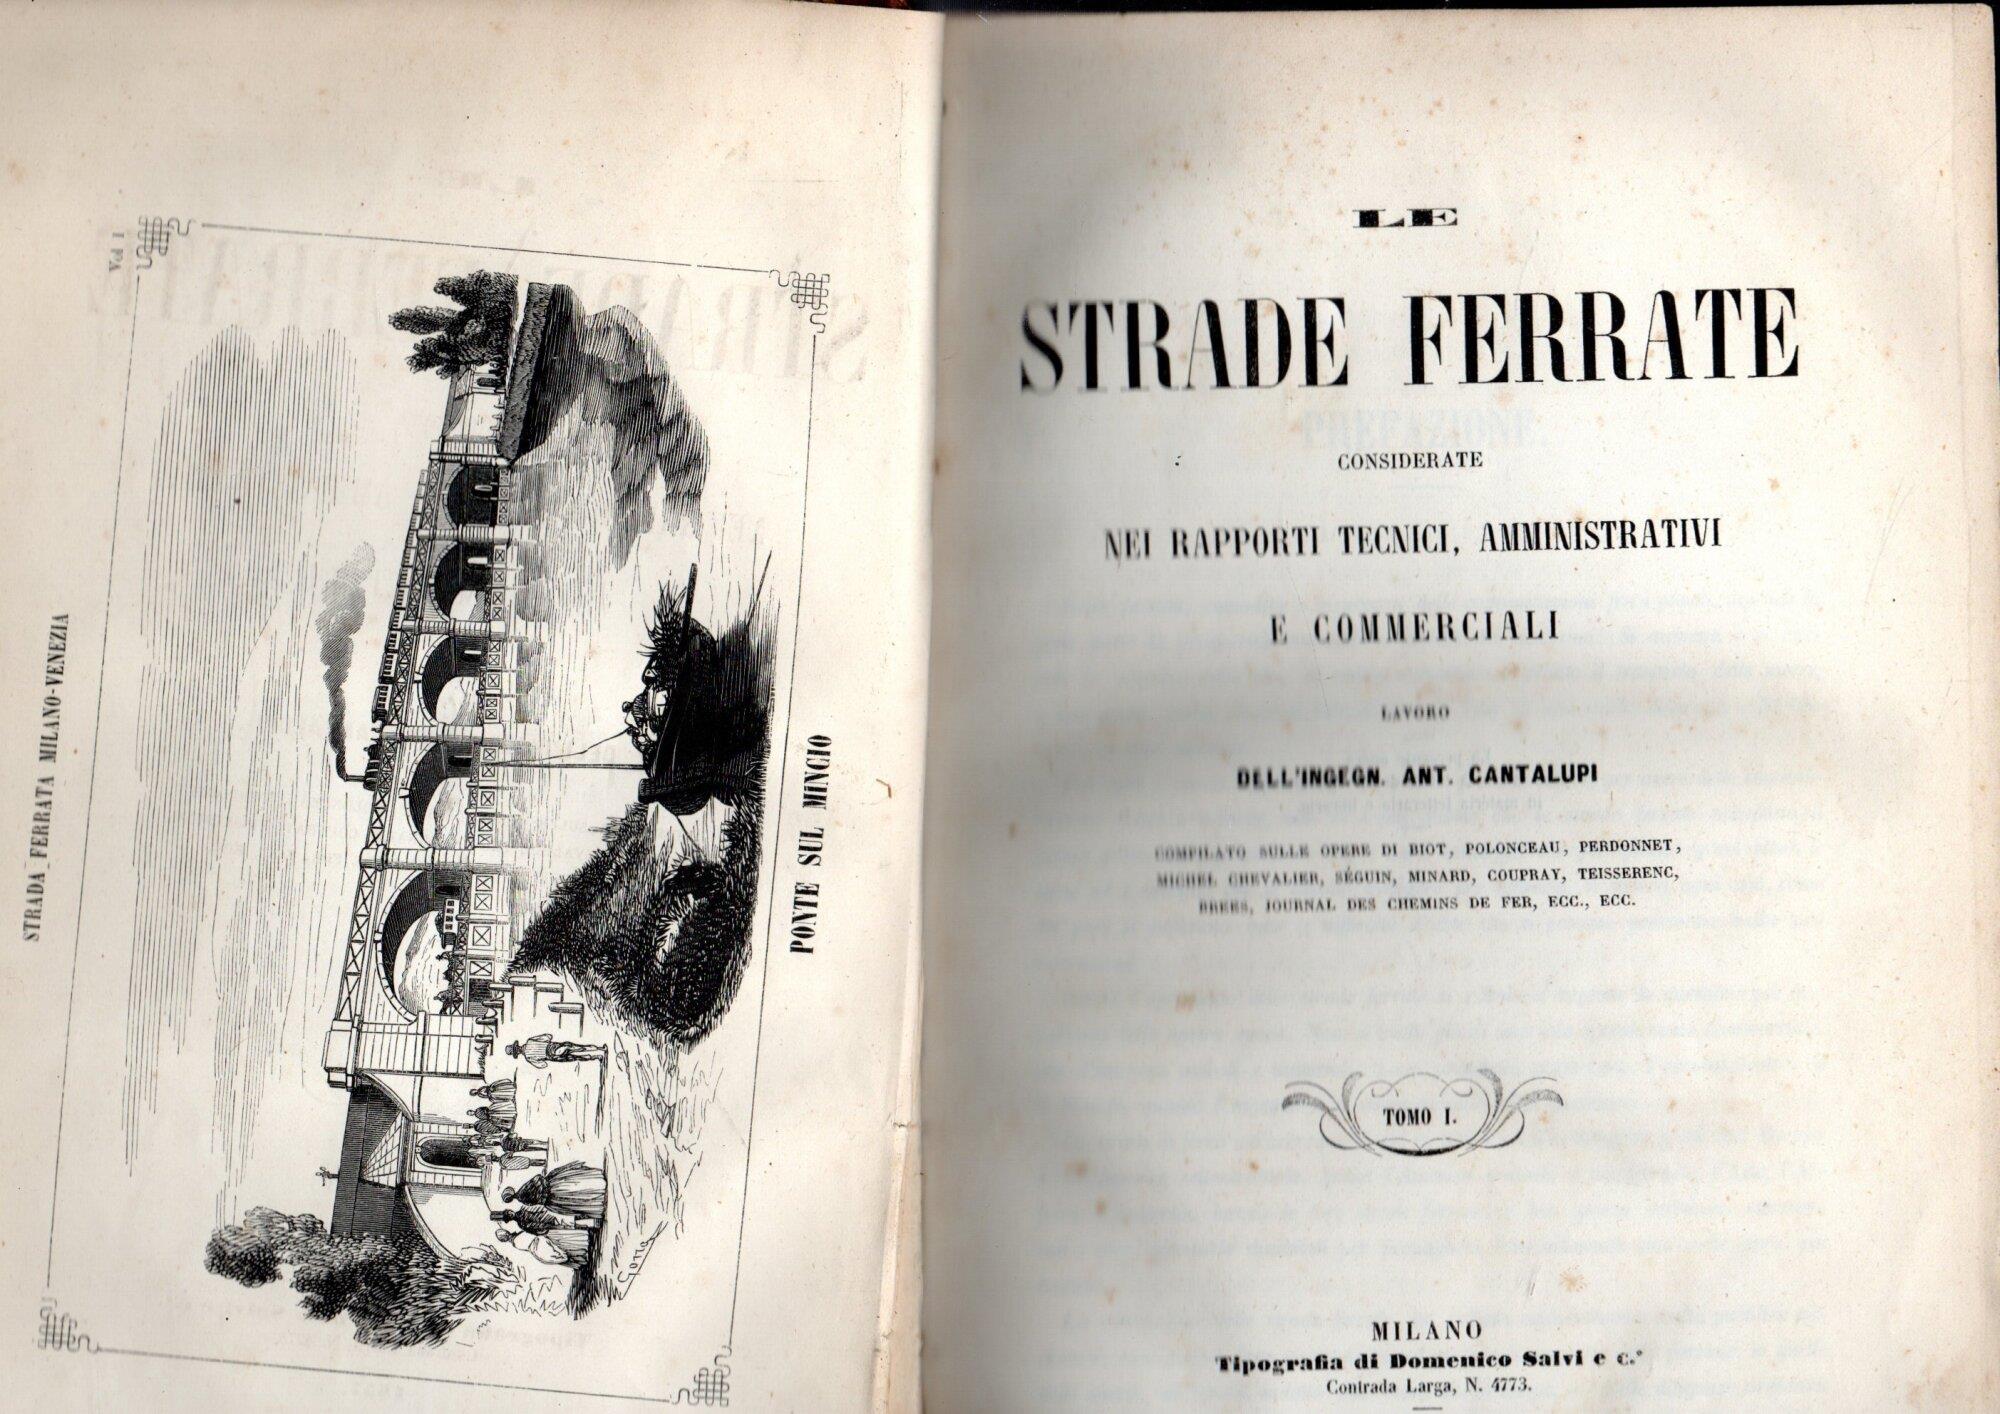 Vol I
STRADA FERRATA MILANO-VENEZIA
PONTE SUL MINCIO
LE
STRADE FERRATE
CONSIDERATE
NEI RAPPORTI TECNICI, AMMINISTRATIVI
E COMMERCIALI
LAVORO
DELL'INGEGN. ANT. CANTALUPI
COMPILATO SULLE OPERE DI BIOT, POLONCEAU, PERDONNET,
MICHEL CHEVALIER, SÉGUIN, MINARD, COUPRAY, TEISSERENC,
BREES, JOURNAL DES CHEMINS DE FER, ECC., ECC.
TOMO I.
MILANO
Tipografia di Domenico Salvi e c.º
Contrada Larga, N. 4773.